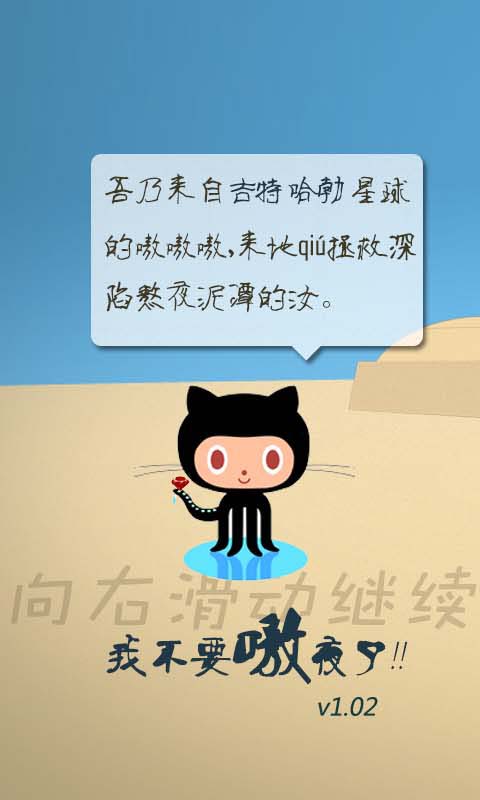 吾乃来自吉特哈勃星球
的嗷嗷嗷,来地qiú拯救深
陷熬夜泥潭的汝。
向右滑动继续
我不要嗷夜了!!
v1.02